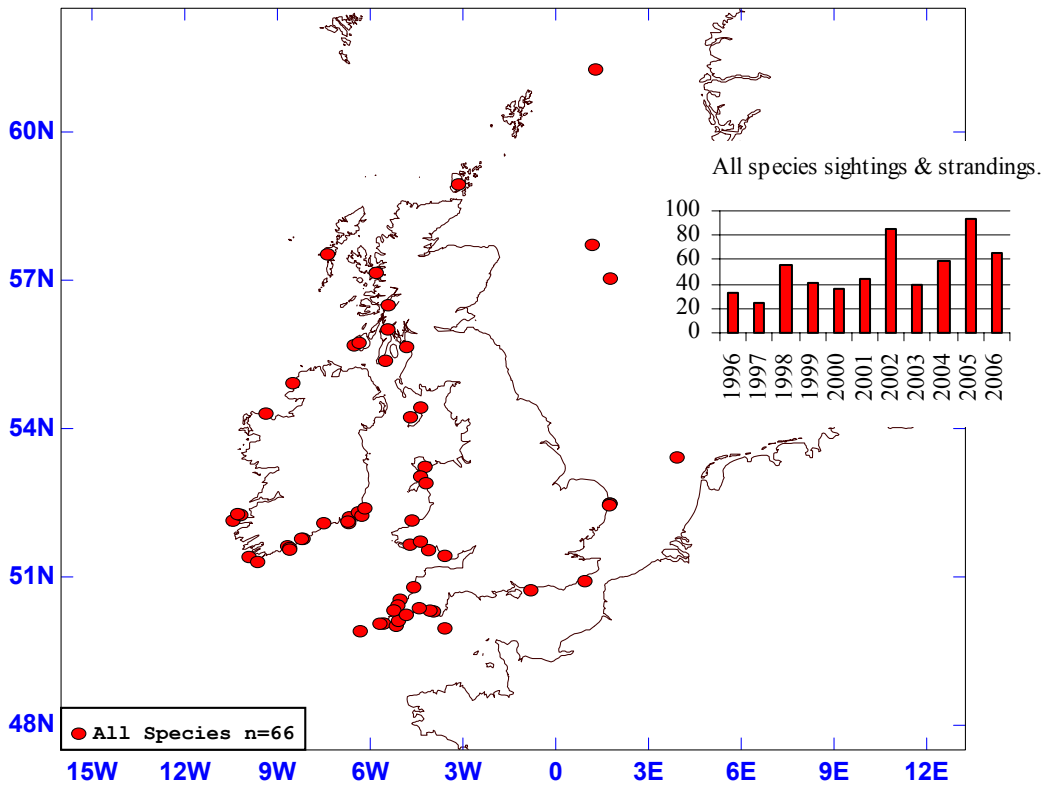 60N
57N
54N
51N
48N
All species sightings & strandings.
100
80
60
40
20
0
1996
1997
1998
1999
2000
2001
2002
2003
2004
2005
2006
All Species n=66
15W 12W 9W 6W 3W 0 3E 6E 9E 12E